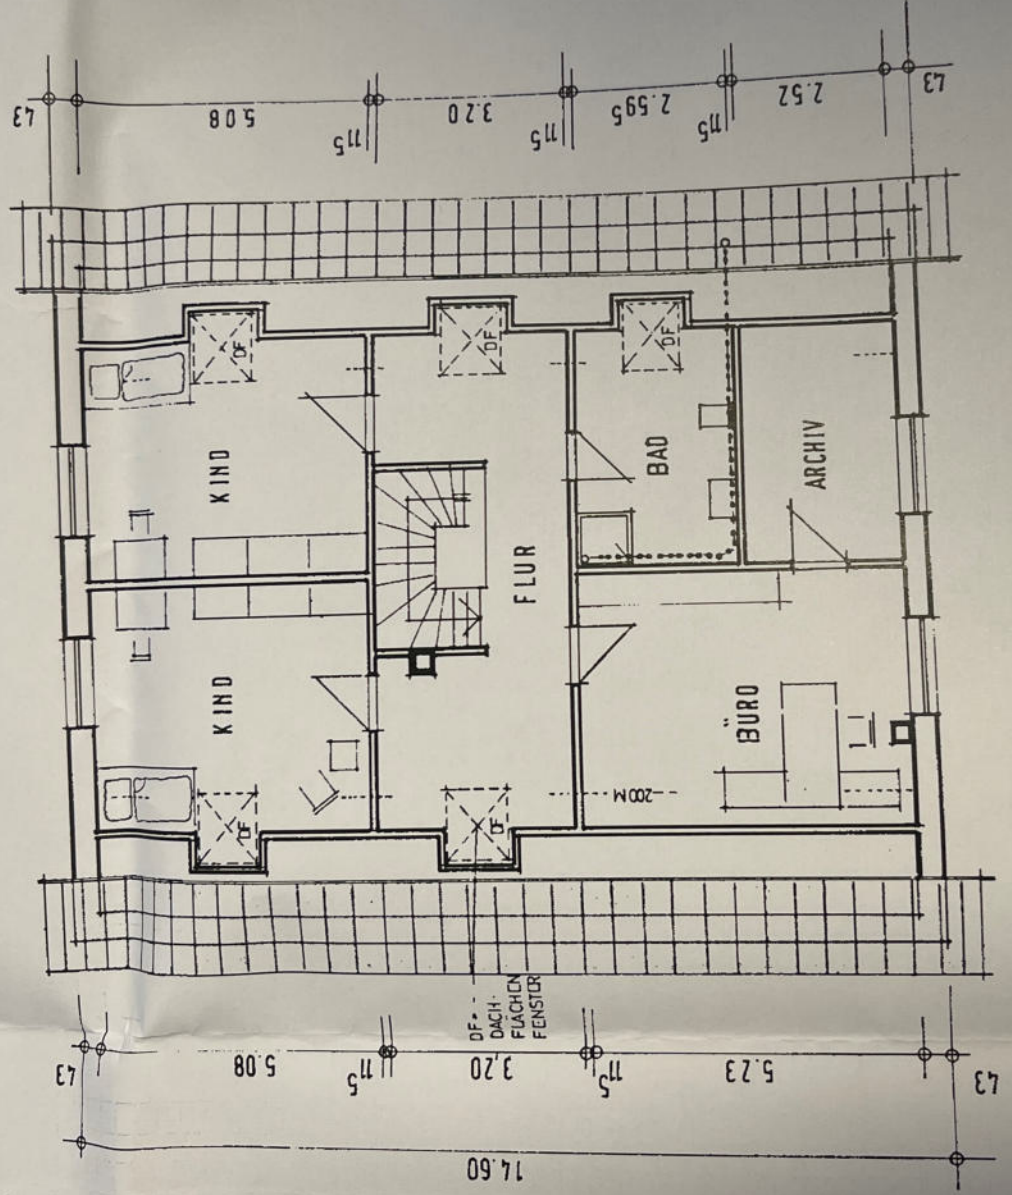 43
5.08
115
3.20
115
2.595
115
2.52
43
DF
DF
DF
KIND
BAD
ARCHIV
FLUR
KIND
BÜRO
200M
DF
DF
DF =
DACH-
FLÄCHEN
FENSTER
43
5.08
115
3,20
115
5.23
43
14.60